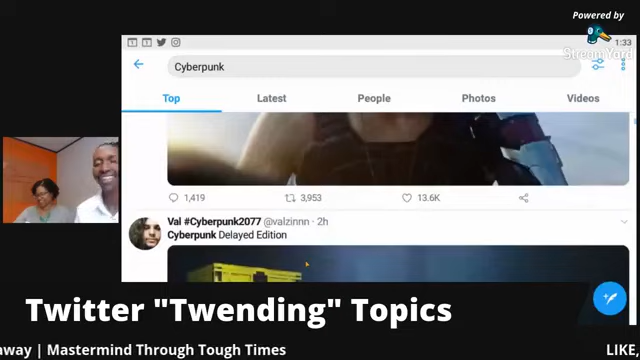 Powered by
StreamYard
1:33
Cyberpunk
Top
Latest
People
Photos
Videos
1,419
3,953
13.6K
Val #Cyberpunk2077 @valzinnn · 2h
Cyberpunk Delayed Edition
Twitter "Twending" Topics
away | Mastermind Through Tough Times
LIKE,